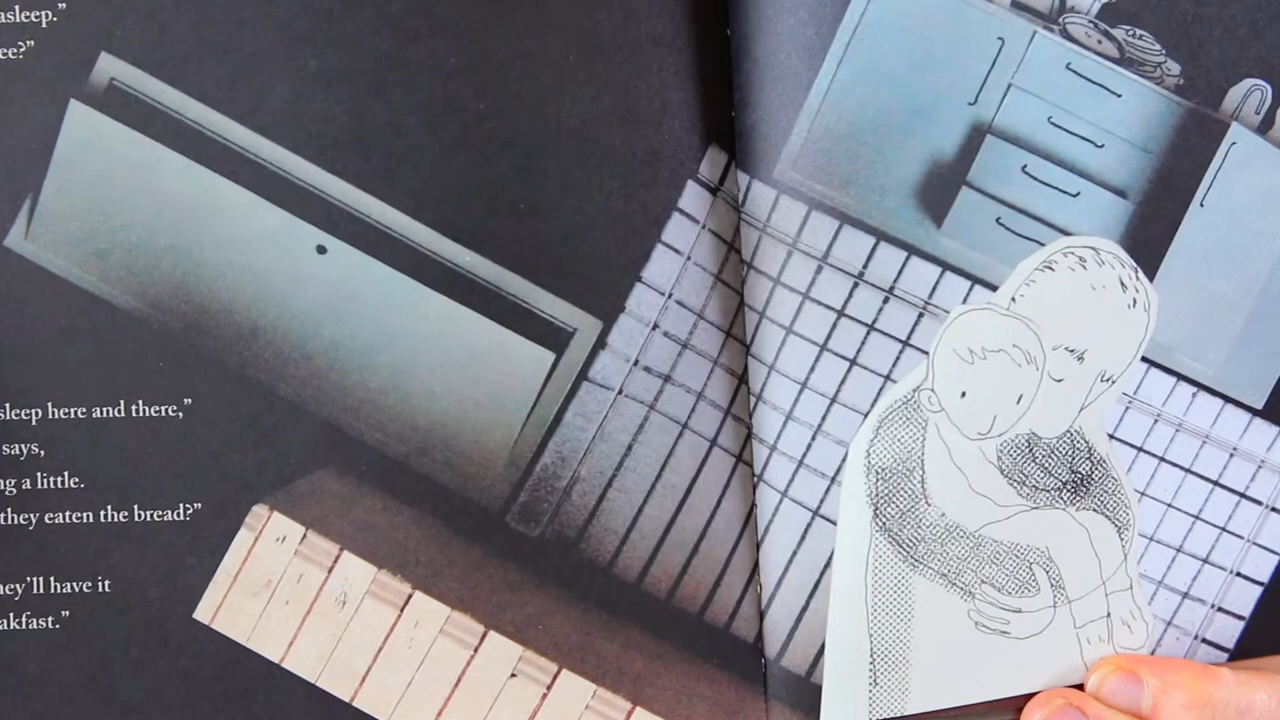 asleep.”
ee?”
sleep here and there,”
says,
ng a little.
they eaten the bread?”
hey’ll have it
akfast.”